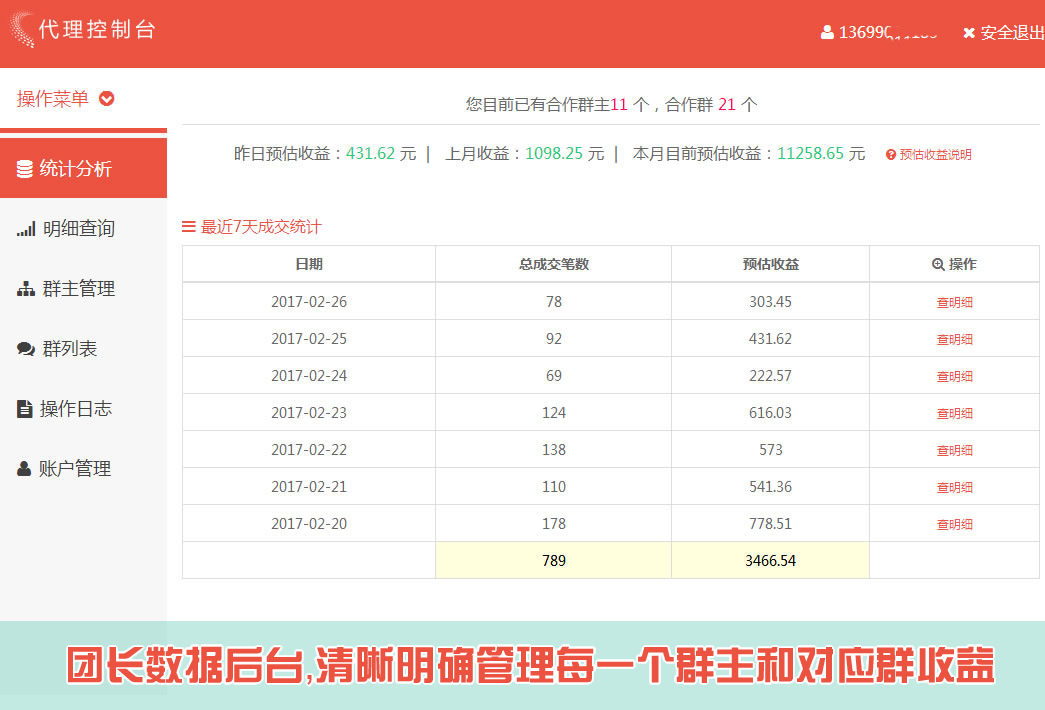 代理控制台
安全退出
操作菜单
您目前已有合作群主11 个，合作群 21 个
昨日预估收益：431.62 元 | 上月收益：1098.25 元 | 本月目前预估收益：11258.65 元 预估收益说明
统计分析
明细查询
群主管理
群列表
操作日志
账户管理
最近7天成交统计
日期 总成交笔数 预估收益 操作
2017-02-26 78 303.45 查明细
2017-02-25 92 431.62 查明细
2017-02-24 69 222.57 查明细
2017-02-23 124 616.03 查明细
2017-02-22 138 573 查明细
2017-02-21 110 541.36 查明细
2017-02-20 178 778.51 查明细
789 3466.54
团长数据后台,清晰明确管理每一个群主和对应群收益